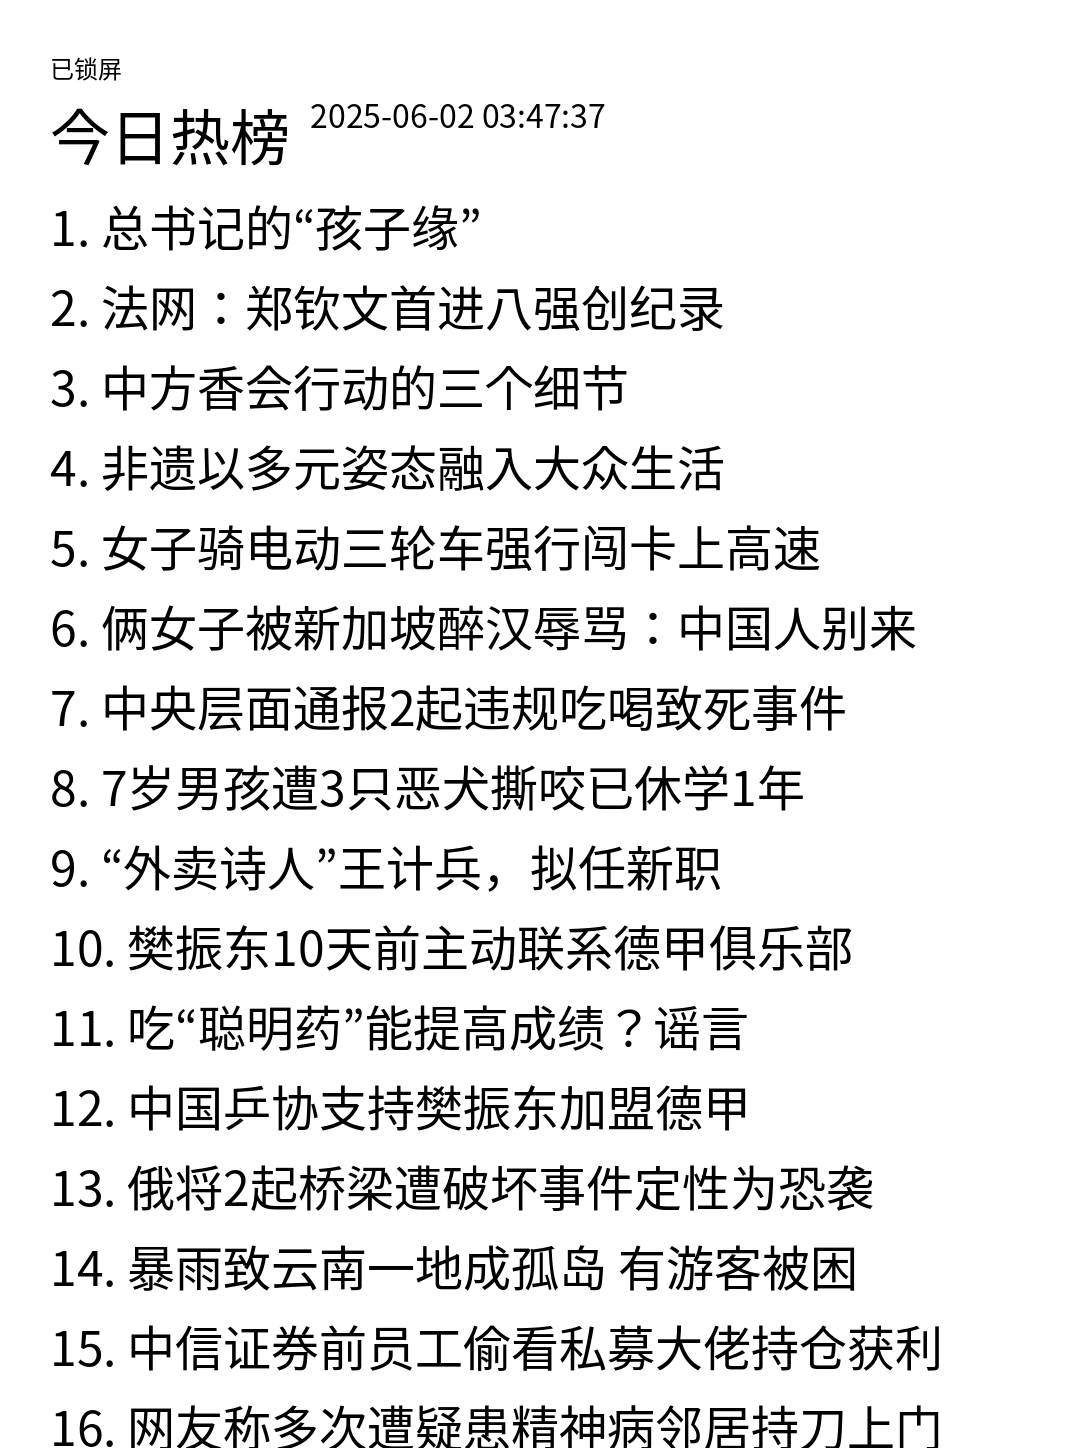 已锁屏
今日热榜 2025-06-02 03:47:37
1. 总书记的“孩子缘”
2. 法网：郑钦文首进八强创纪录
3. 中方香会行动的三个细节
4. 非遗以多元姿态融入大众生活
5. 女子骑电动三轮车强行闯卡上高速
6. 俩女子被新加坡醉汉辱骂：中国人别来
7. 中央层面通报2起违规吃喝致死事件
8. 7岁男孩遭3只恶犬撕咬已休学1年
9. “外卖诗人”王计兵，拟任新职
10. 樊振东10天前主动联系德甲俱乐部
11. 吃“聪明药”能提高成绩？谣言
12. 中国乒协支持樊振东加盟德甲
13. 俄将2起桥梁遭破坏事件定性为恐袭
14. 暴雨致云南一地成孤岛 有游客被困
15. 中信证券前员工偷看私募大佬持仓获利
16. 网友称多次遭疑患精神病邻居持刀上门